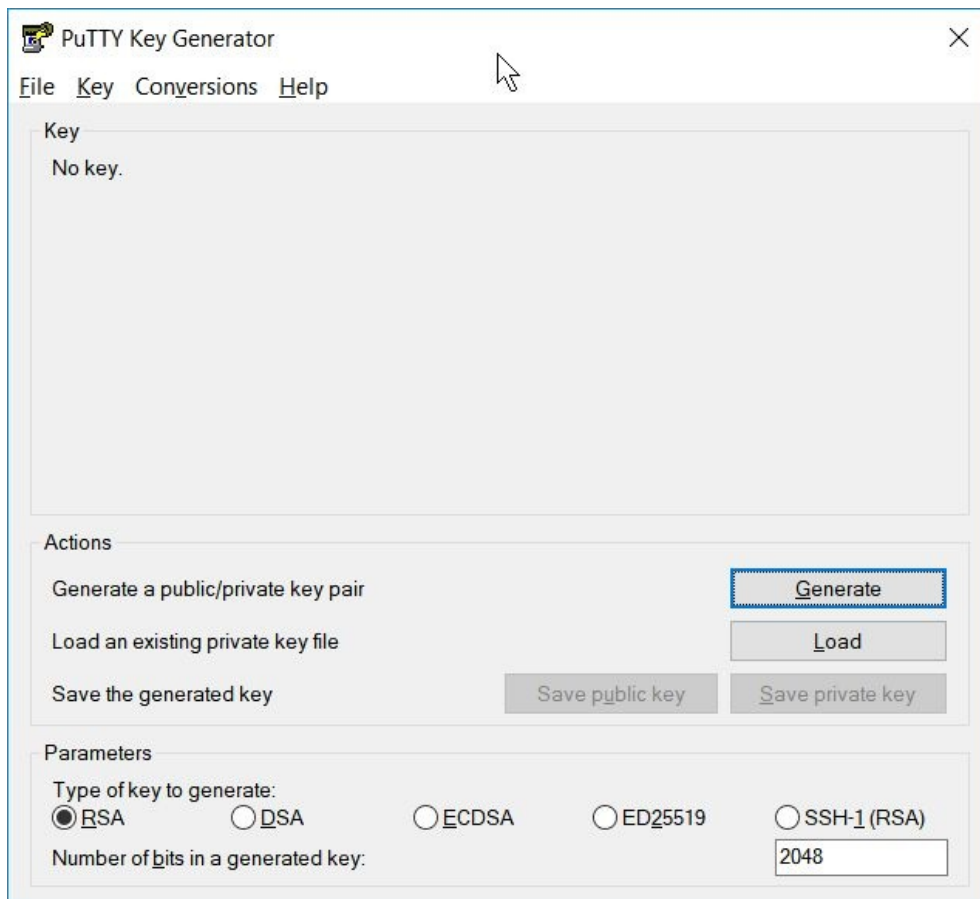 PuTTY Key Generator
File Key Conversions Help
Key
No key.
Actions
Generate a public/private key pair Generate
Load an existing private key file Load
Save the generated key Save public key Save private key
Parameters
Type of key to generate:
RSA DSA ECDSA ED25519 SSH-1 (RSA)
Number of bits in a generated key: 2048